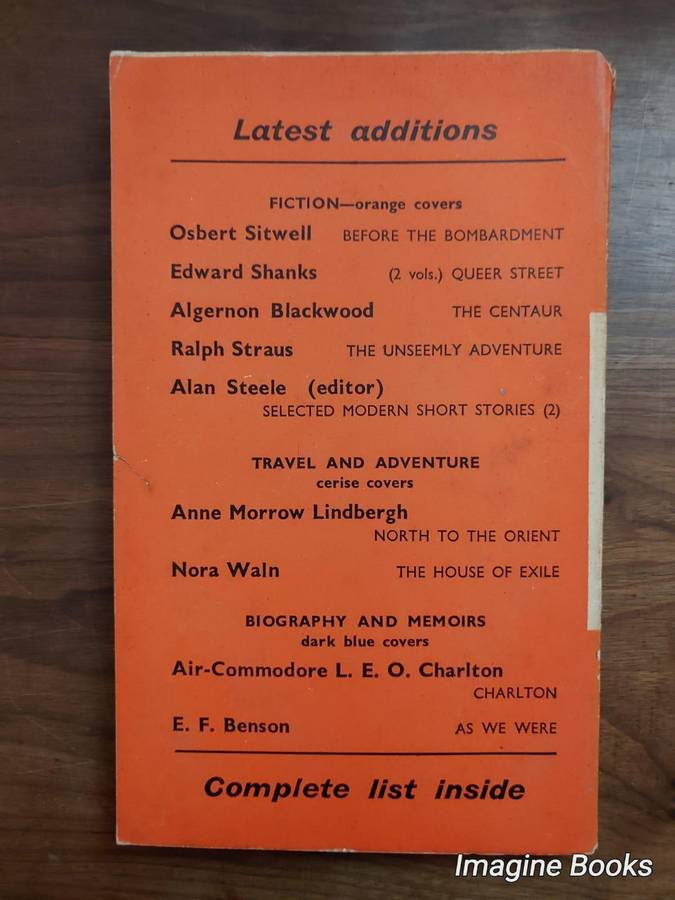 Latest additions
FICTION—orange covers
Osbert Sitwell BEFORE THE BOMBARDMENT
Edward Shanks (2 vols.) QUEER STREET
Algernon Blackwood THE CENTAUR
Ralph Straus THE UNSEEMLY ADVENTURE
Alan Steele (editor)
SELECTED MODERN SHORT STORIES (2)
TRAVEL AND ADVENTURE
cerise covers
Anne Morrow Lindbergh
NORTH TO THE ORIENT
Nora Waln THE HOUSE OF EXILE
BIOGRAPHY AND MEMOIRS
dark blue covers
Air-Commodore L. E. O. Charlton
CHARLTON
E. F. Benson AS WE WERE
Complete list inside
Imagine Books